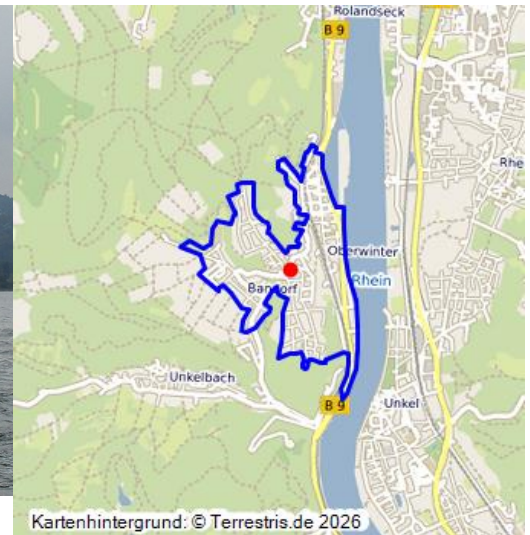 Rolandseck
B 9
Rhe
Oberwinter
Rhein
Bandorf
Unkelbach
B 9
Unkel
Kartenhintergrund: © Terrestris.de 2026